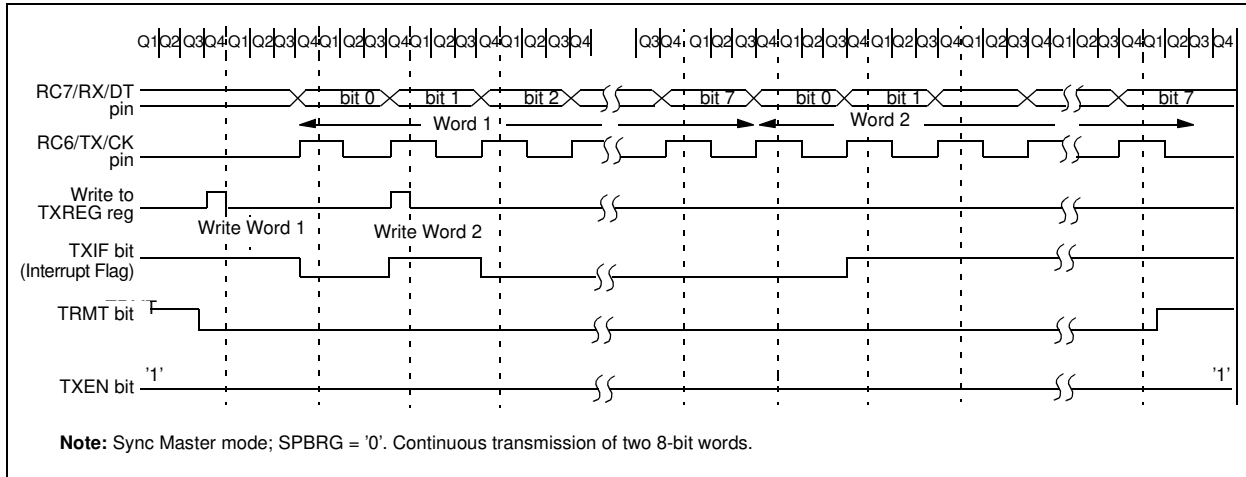 Q1 Q2 Q3 Q4 Q1 Q2 Q3 Q4 Q1 Q2 Q3 Q4 Q1 Q2 Q3 Q4 Q1 Q2 Q3 Q4 Q3 Q4 Q1 Q2 Q3 Q4 Q1 Q2 Q3 Q4 Q1 Q2 Q3 Q4 Q1 Q2 Q3 Q4 Q1 Q2 Q3 Q4 Q1 Q2 Q3 Q4
RC7/RX/DT
pin
bit 0 bit 1 bit 2 bit 7 bit 0 bit 1 bit 7
Word 1 Word 2
RC6/TX/CK
pin
Write to
TXREG reg
Write Word 1 Write Word 2
TXIF bit
(Interrupt Flag)
TRMT bit
TXEN bit '1' '1'
Note: Sync Master mode; SPBRG = '0'. Continuous transmission of two 8-bit words.